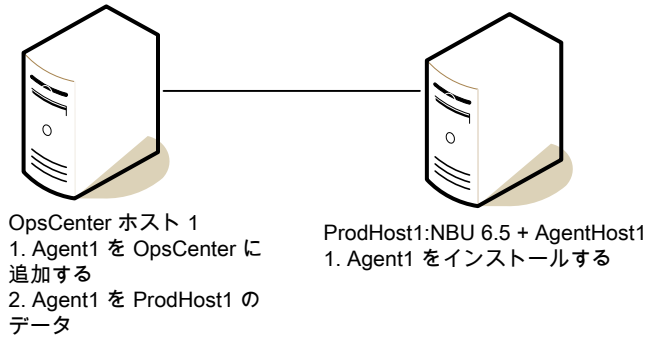 OpsCenter ホスト 1
1. Agent1 を OpsCenter に
追加する
2. Agent1 を ProdHost1 の
データ
ProdHost1:NBU 6.5 + AgentHost1
1. Agent1 をインストールする